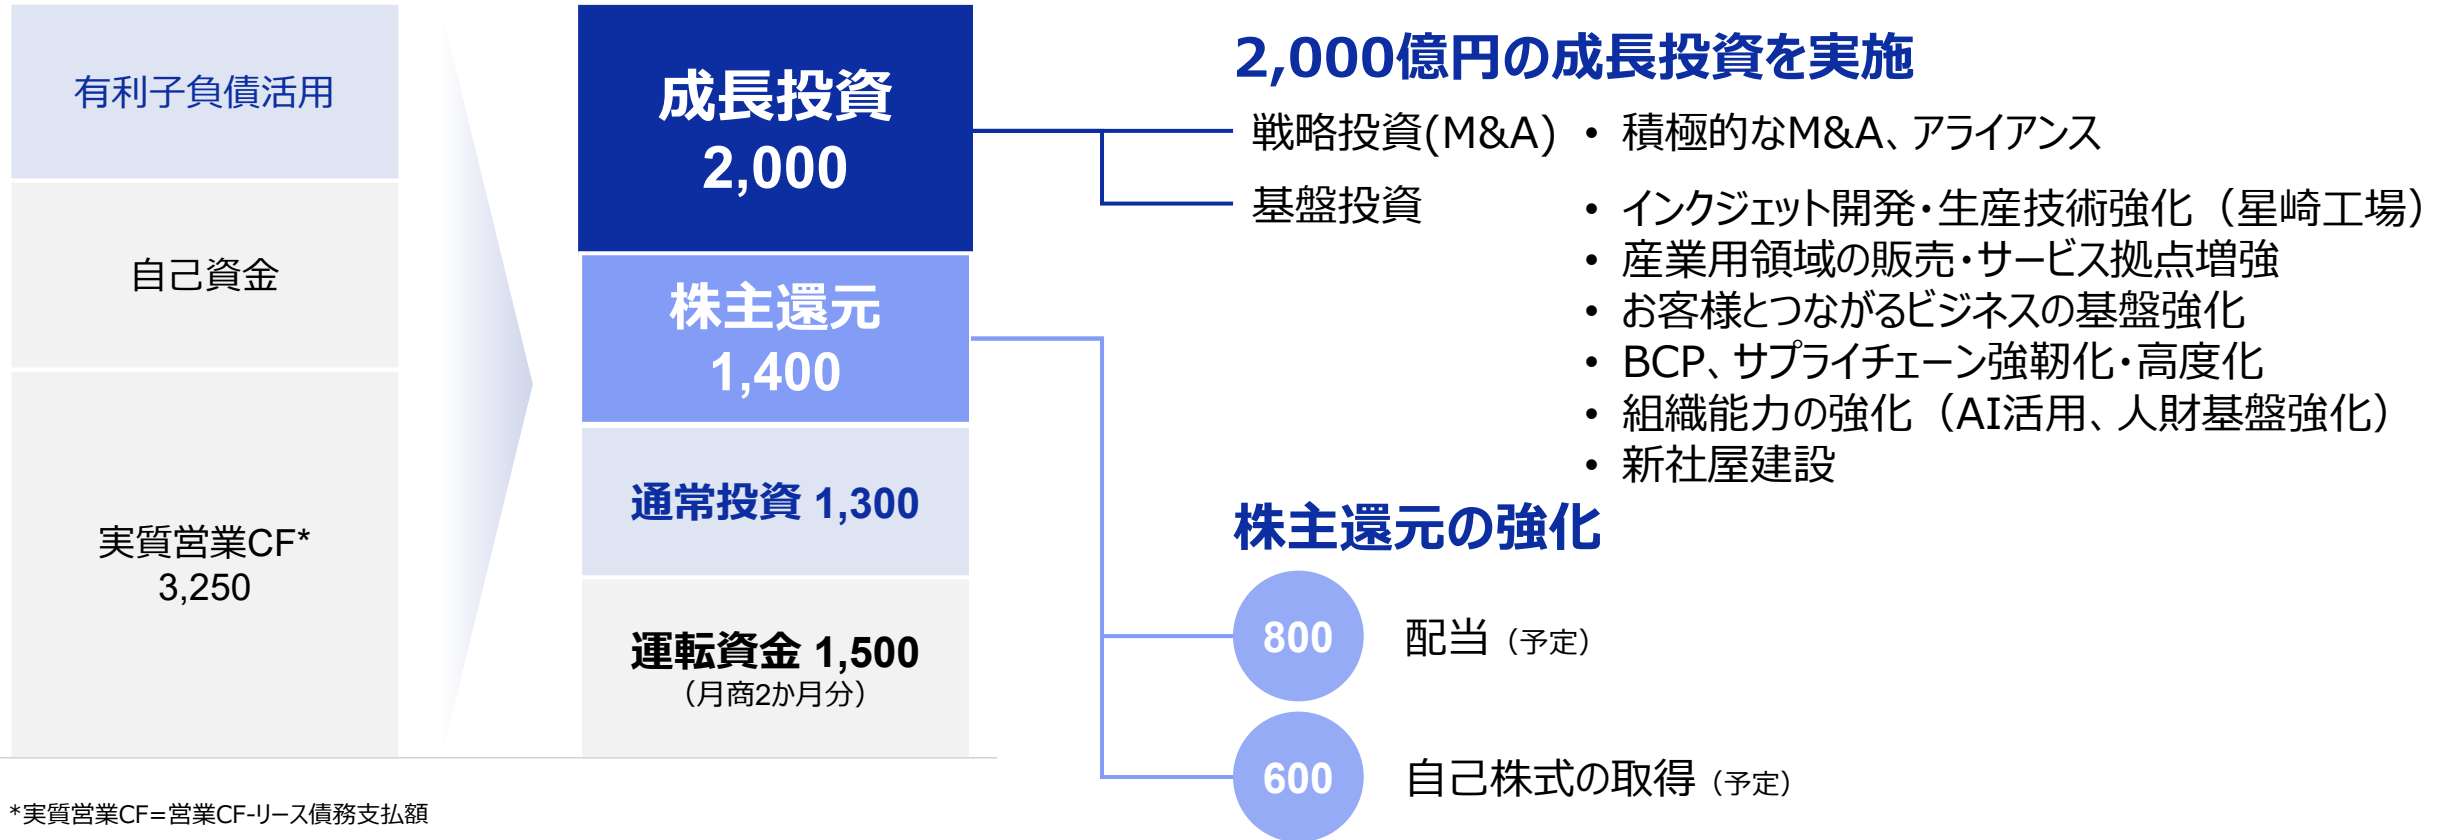 有利子負債活用
自己資金
実質営業CF*
3,250
成長投資
2,000
株主還元
1,400
通常投資 1,300
運転資金 1,500
（月商2か月分）
2,000億円の成長投資を実施
戦略投資(M&A)
• 積極的なM&A、アライアンス
基盤投資
• インクジェット開発・生産技術強化（星崎工場）
• 産業用領域の販売・サービス拠点増強
• お客様とつながるビジネスの基盤強化
• BCP、サプライチェーン強靭化・高度化
• 組織能力の強化（AI活用、人財基盤強化）
• 新社屋建設
株主還元の強化
800 配当（予定）
600 自己株式の取得（予定）
*実質営業CF=営業CF-リース債務支払額